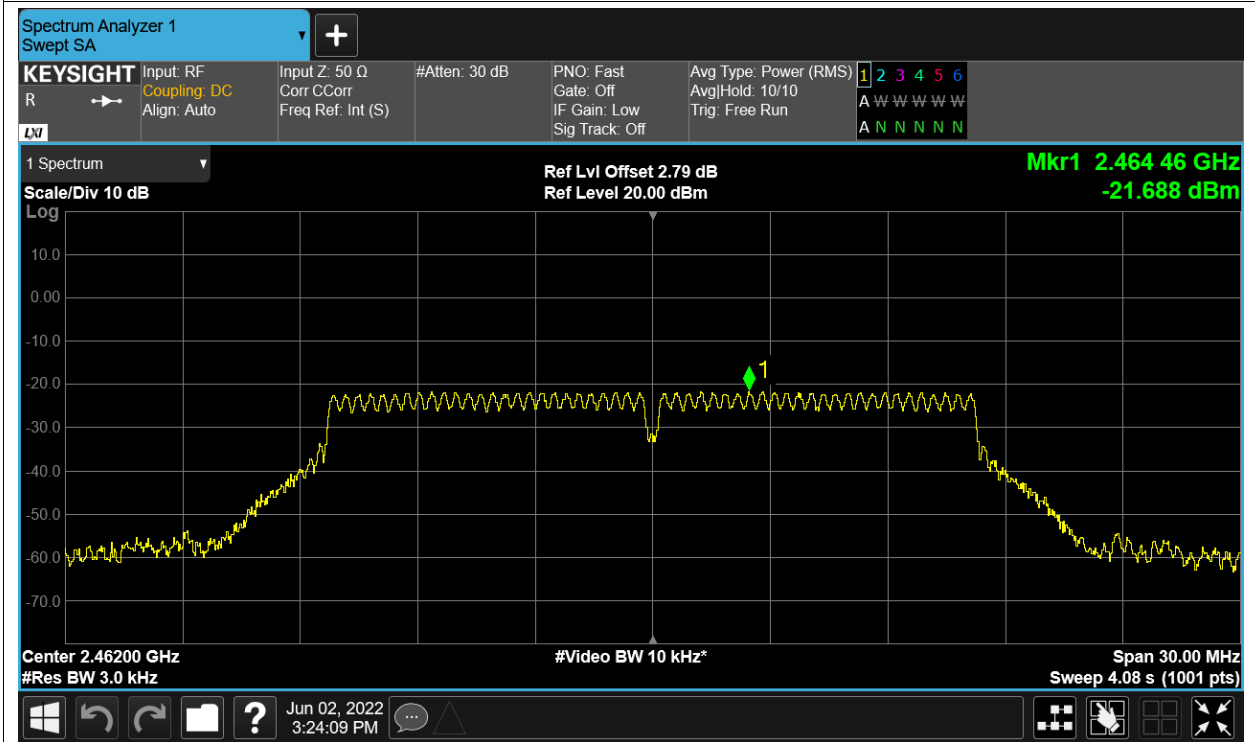 Spectrum Analyzer 1
Swept SA
+
KEYSIGHT Input: RF Input Z: 50 Ω #Atten: 30 dB PNO: Fast Avg Type: Power (RMS) 1 2 3 4 5 6
R Coupling: DC Corr CCorr Gate: Off Avg|Hold: 10/10 A W W W W W
Align: Auto Freq Ref: Int (S) IF Gain: Low Trig: Free Run
LXI Sig Track: Off A N N N N N
1 Spectrum Ref Lvl Offset 2.79 dB Mkr1 2.464 46 GHz
Scale/Div 10 dB Ref Level 20.00 dBm -21.688 dBm
Log
10.0
0.00
-10.0
1
-20.0
-30.0
-40.0
-50.0
-60.0
-70.0
Center 2.46200 GHz #Video BW 10 kHz* Span 30.00 MHz
#Res BW 3.0 kHz Sweep 4.08 s (1001 pts)
? Jun 02, 2022
3:24:09 PM